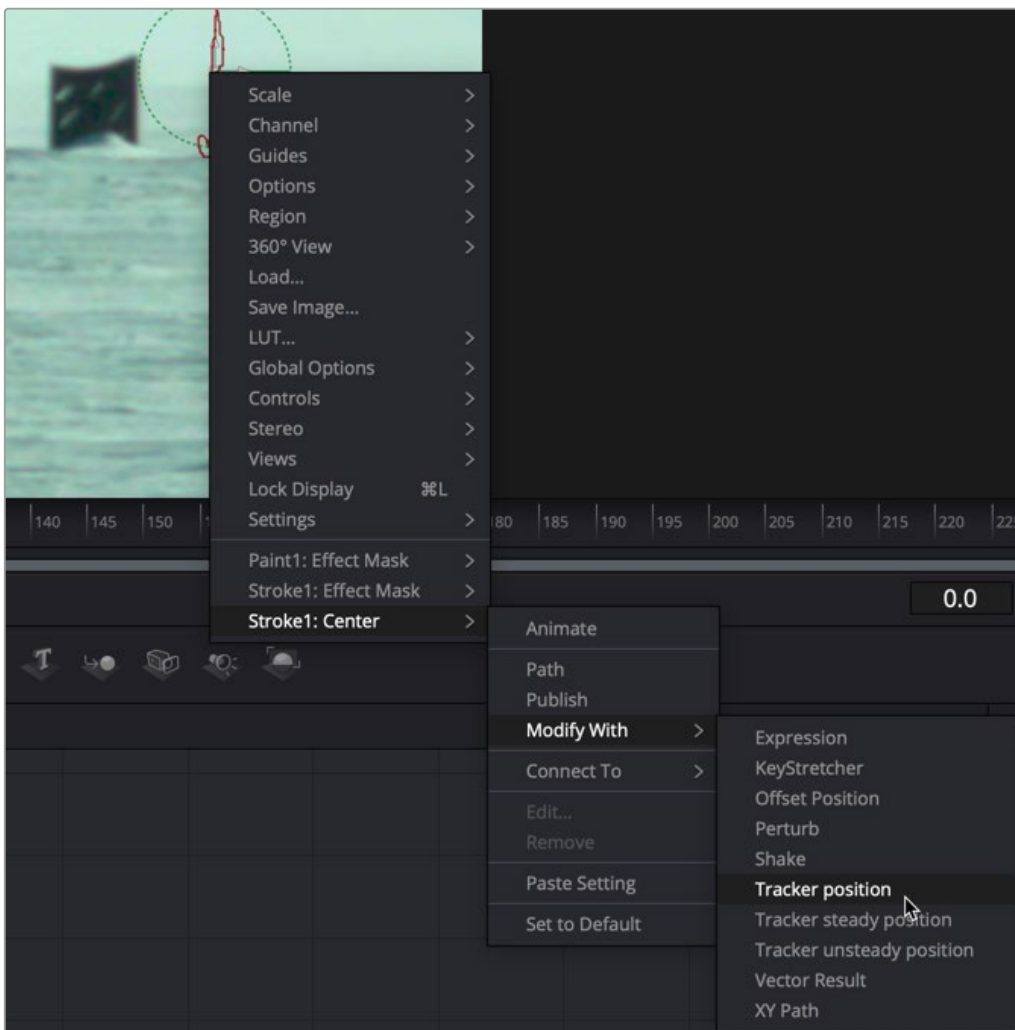 Scale
Channel
Guides
Options
Region
360° View
Load...
Save Image...
LUT...
Global Options
Controls
Stereo
Views
Lock Display ⌘L
Settings
140 145 150 180 185 190 195 200 205 210 215 220
Paint1: Effect Mask
Stroke1: Effect Mask
Stroke1: Center
0.0
T
Animate
Path
Publish
Modify With
Connect To
Edit...
Remove
Paste Setting
Set to Default
Expression
KeyStretcher
Offset Position
Perturb
Shake
Tracker position
Tracker steady position
Tracker unsteady position
Vector Result
XY Path